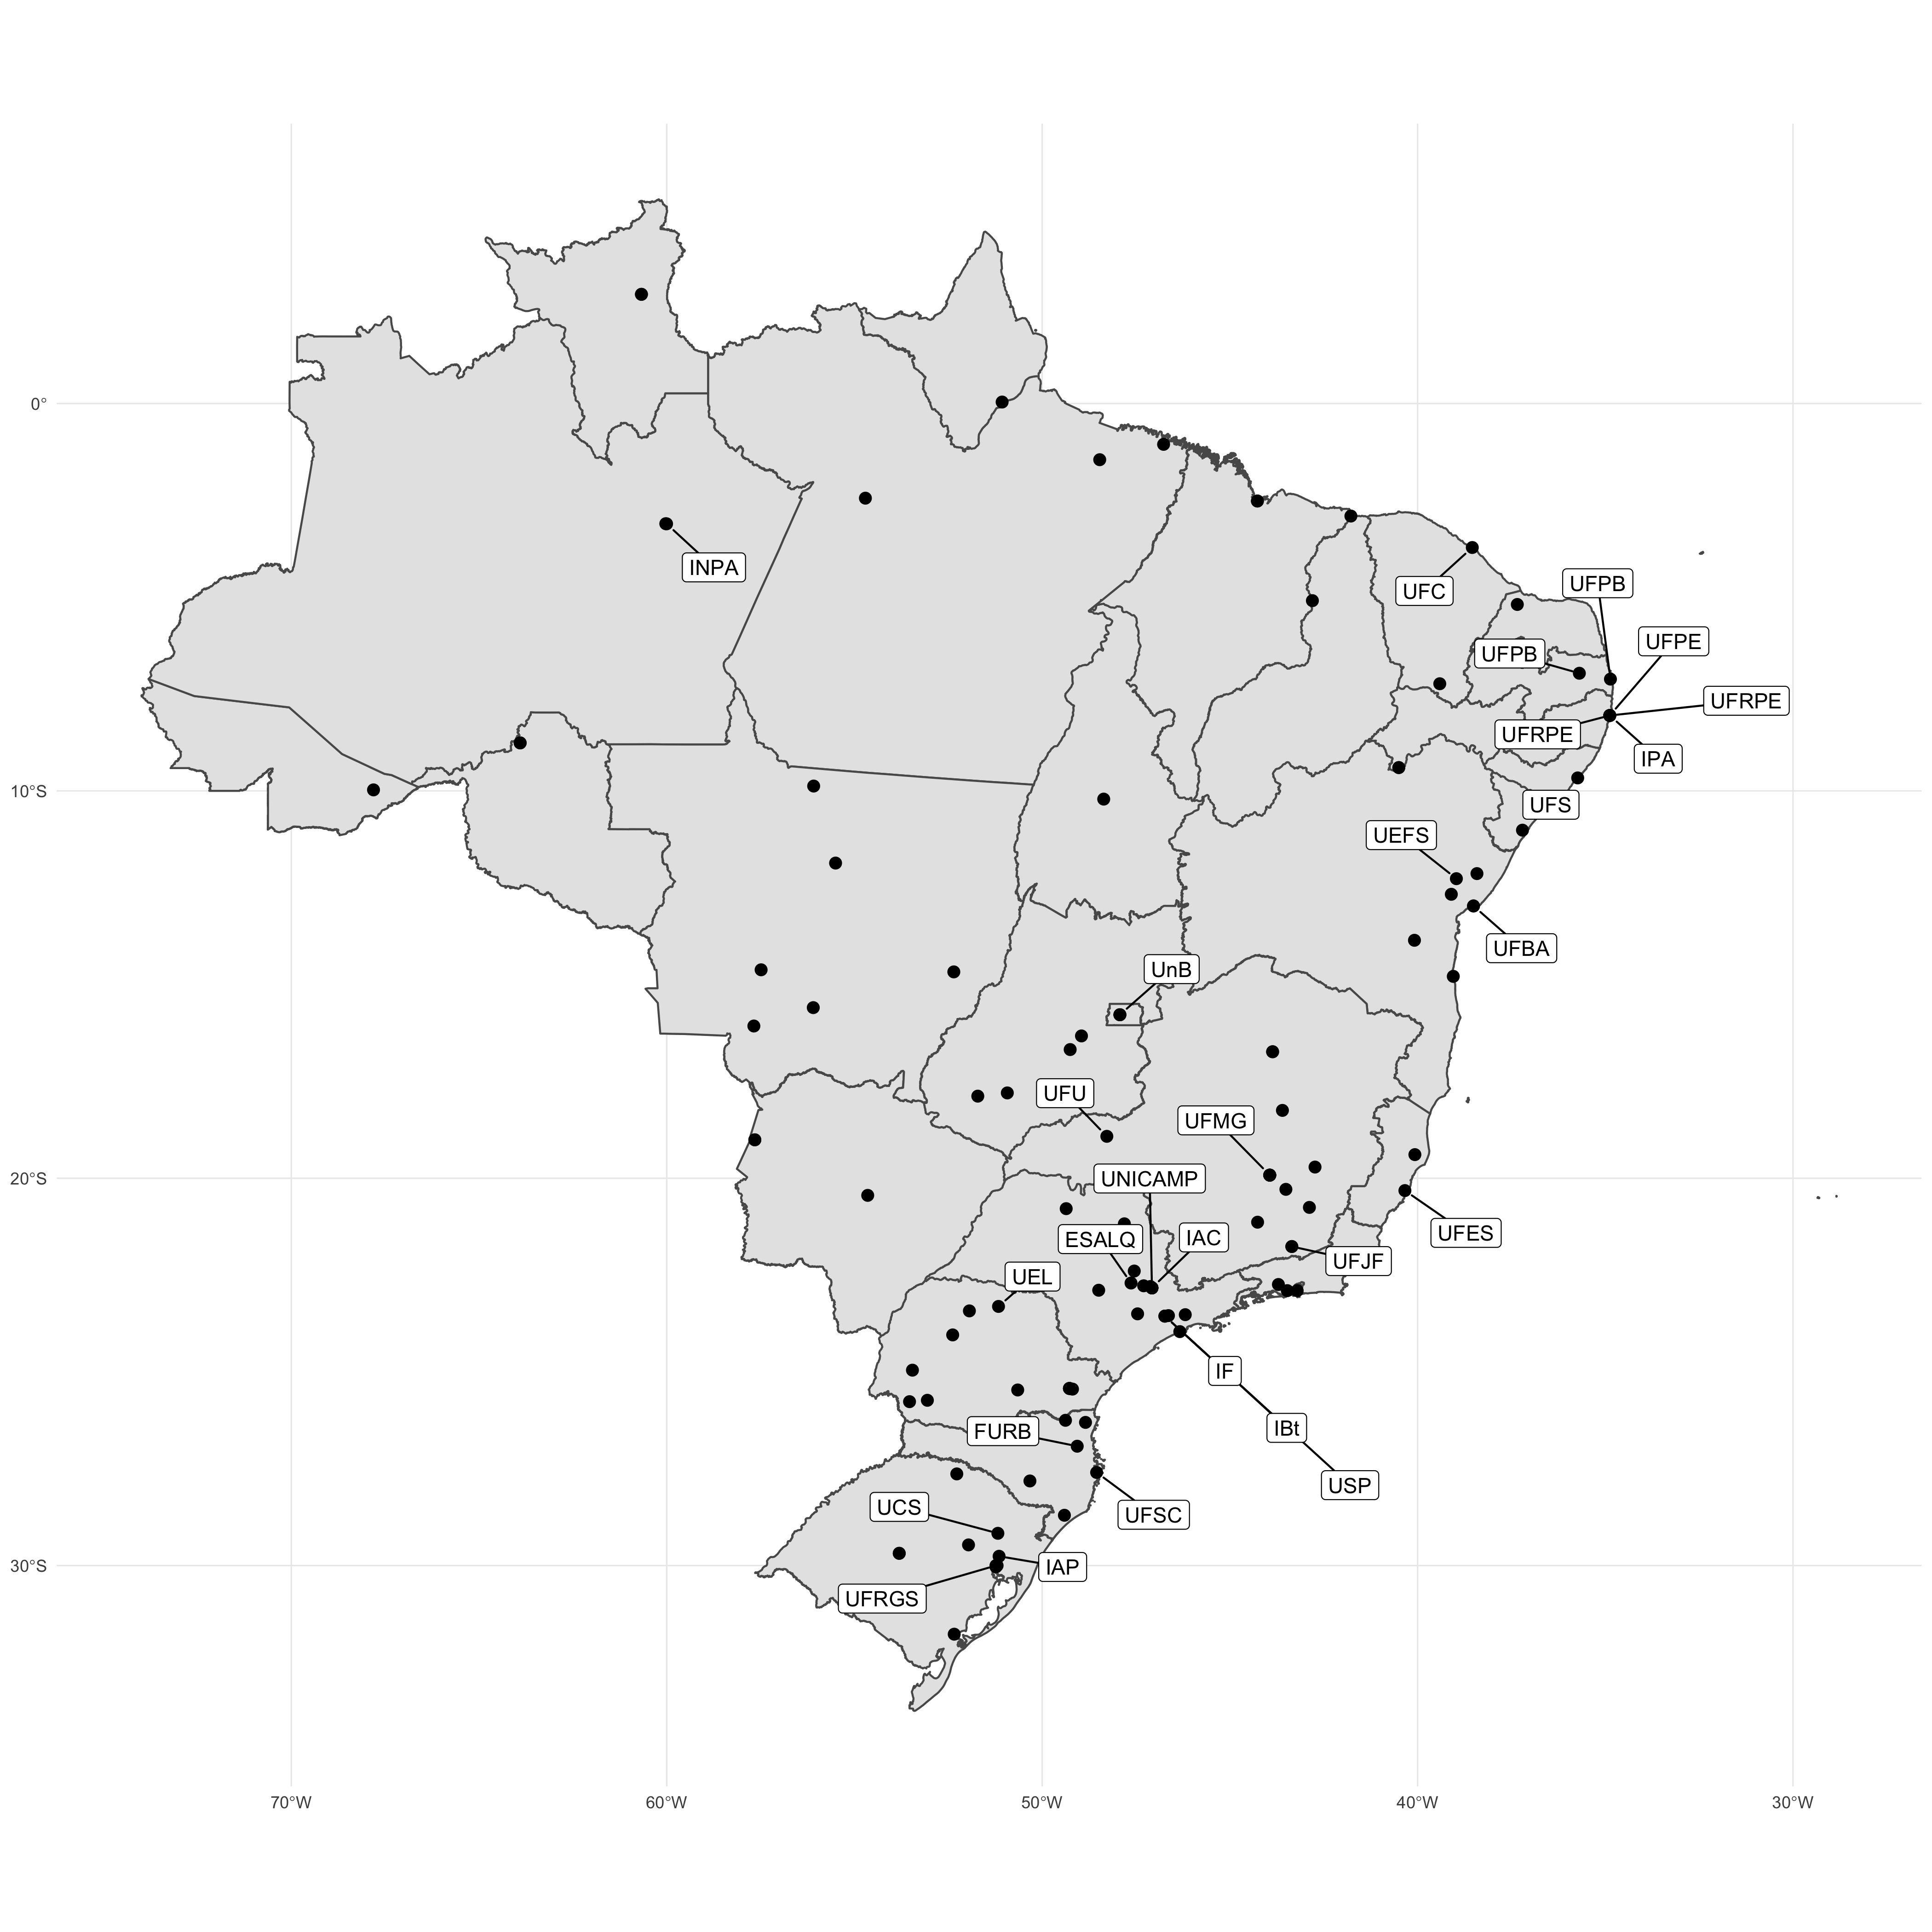 INPA
UFC
UFPB
UFPE
UFPB
UFRPE
UFRPE
IPA
UFS
UEFS
UFBA
UnB
UFU
UFMG
UNICAMP
UFES
IAC
ESALQ
UFJF
UEL
IF
IBt
FURB
USP
UCS
UFSC
IAP
UFRGS
0°
10°S
20°S
30°S
70°W
60°W
50°W
40°W
30°W